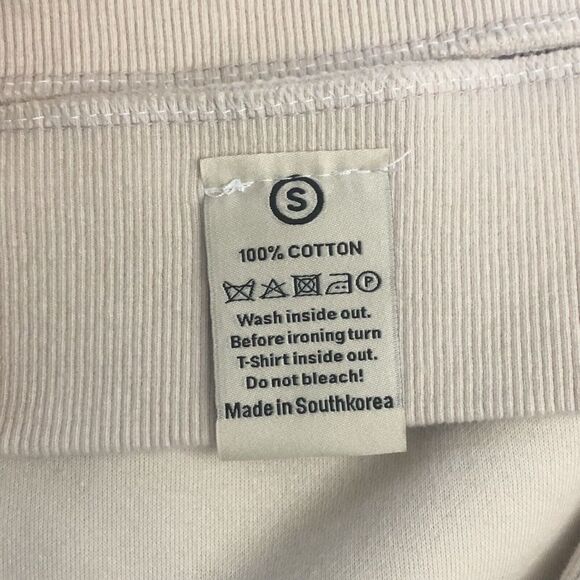 S
100% COTTON
P
Wash inside out.
Before ironing turn
T-Shirt inside out.
Do not bleach!
Made in Southkorea